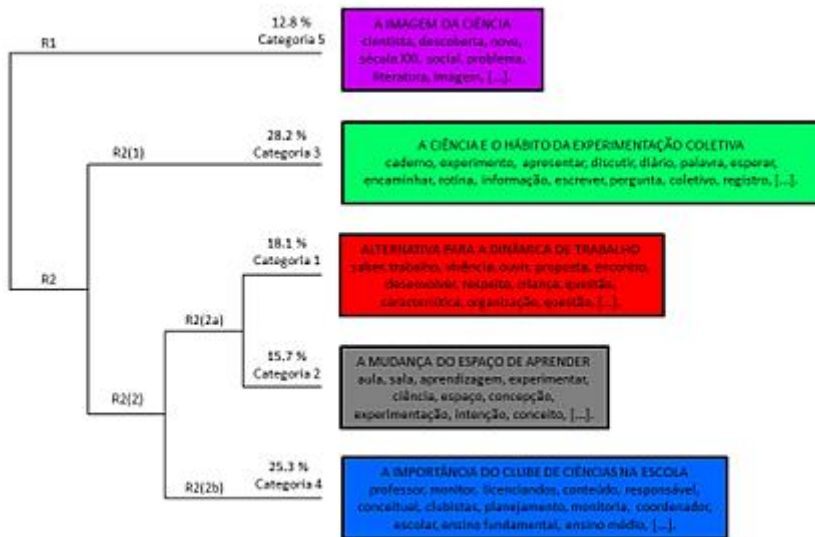 12.8 %
R1
Categoria 5
A IMAGEM DA CIÊNCIA
cientista, descoberta, novo,
século XXI, social, problema,
literatura, imagem, [...].
28.2 %
R2(1)
Categoria 3
A CIÊNCIA E O HÁBITO DA EXPERIMENTAÇÃO COLETIVA
caderno, experimento, apresentar, discutir, diário, palavra, esperar,
encaminhar, rotina, informação, escrever, pergunta, coletivo, registro, [...].
R2
18.1 %
Categoria 1
ALTERNATIVA PARA A DINÂMICA DE TRABALHO
saber, trabalho, vivência, ouvir, proposta, encontro,
desenvolver, respeito, criança, questão,
característica, organização, questão, [...].
R2(2a)
15.7 %
Categoria 2
A MUDANÇA DO ESPAÇO DE APRENDER
aula, sala, aprendizagem, experimentar,
ciência, espaço, concepção,
experimentação, intenção, conceito, [...].
R2(2)
25.3 %
R2(2b)
Categoria 4
A IMPORTÂNCIA DO CLUBE DE CIÊNCIAS NA ESCOLA
professor, monitor, licenciandos, conteúdo, responsável,
conceitual, clubistas, planejamento, monitoria, coordenador,
escolar, ensino fundamental, ensino médio, [...].